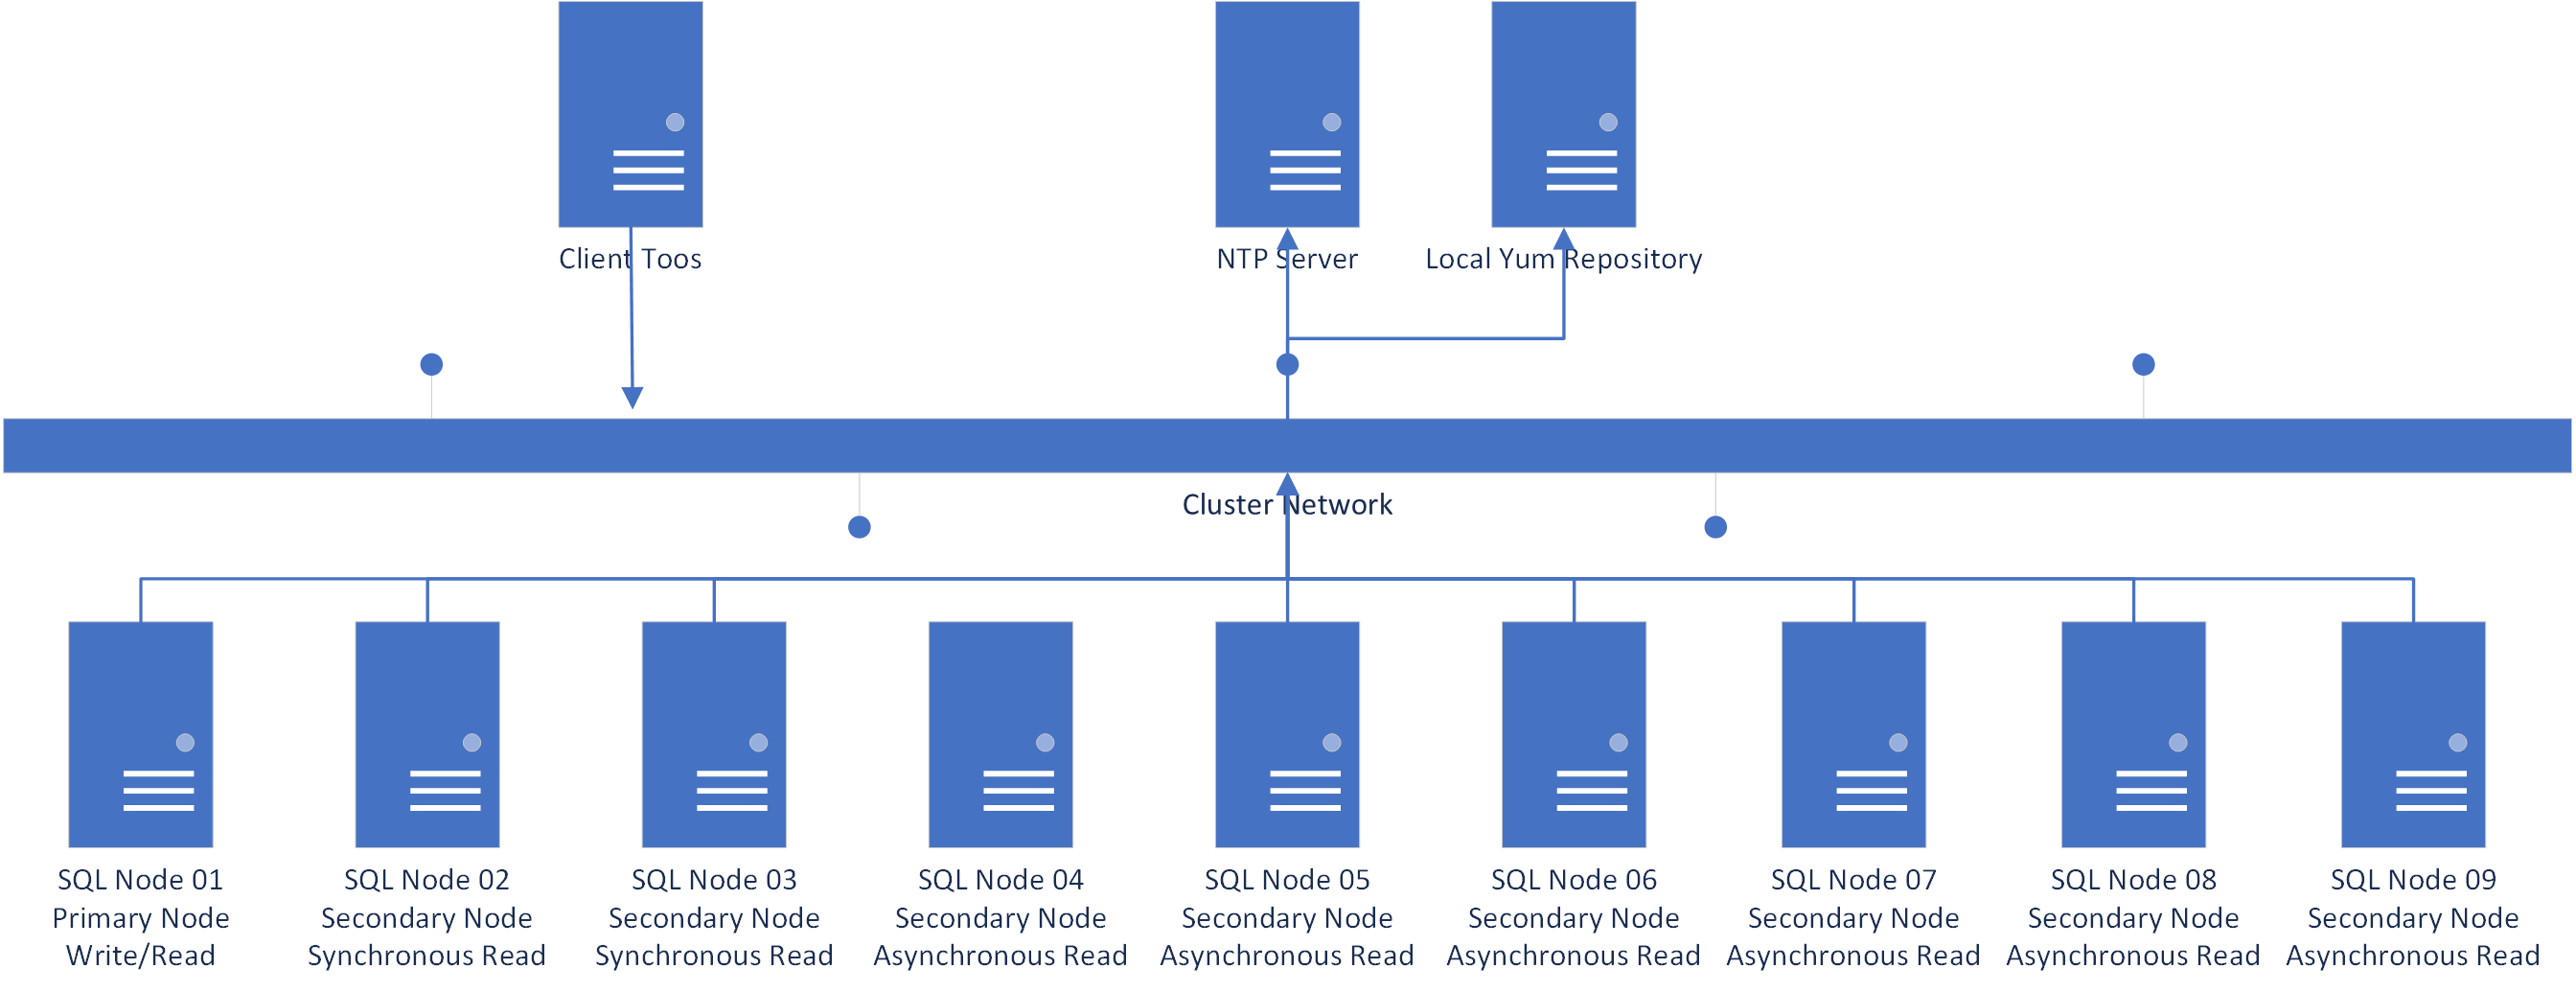 Client Toos
NTP Server
Local Yum Repository
Cluster Network
SQL Node 01
Primary Node
Write/Read
SQL Node 02
Secondary Node
Synchronous Read
SQL Node 03
Secondary Node
Synchronous Read
SQL Node 04
Secondary Node
Asynchronous Read
SQL Node 05
Secondary Node
Asynchronous Read
SQL Node 06
Secondary Node
Asynchronous Read
SQL Node 07
Secondary Node
Asynchronous Read
SQL Node 08
Secondary Node
Asynchronous Read
SQL Node 09
Secondary Node
Asynchronous Read